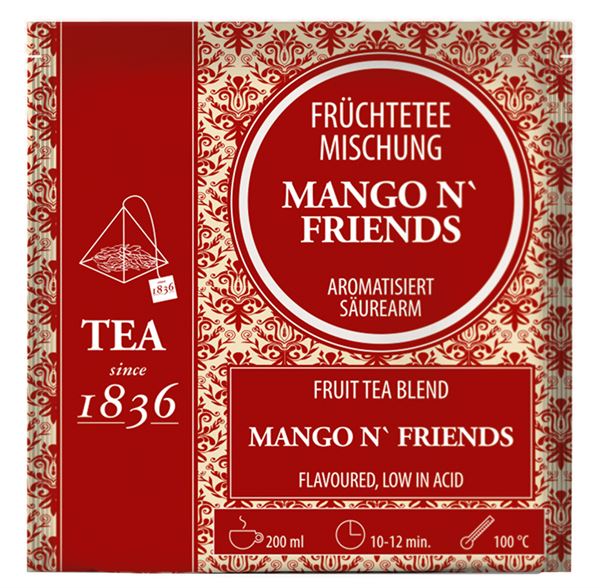 FRÜCHTETEE
MISCHUNG
MANGO N`
FRIENDS
AROMATISIERT
SÄUREARM
since
1836
TEA
since
1836
FRUIT TEA BLEND
MANGO N` FRIENDS
FLAVOURED, LOW IN ACID
200 ml
10-12 min.
100 °C